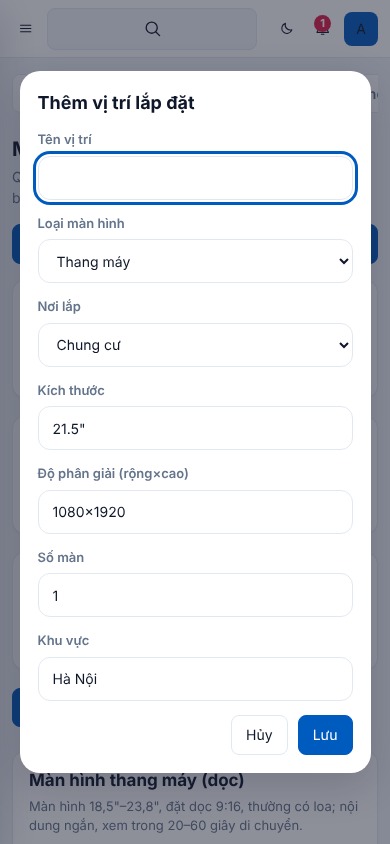 1
A
Thêm vị trí lắp đặt
Tên vị trí
Loại màn hình
Thang máy
Nơi lắp
Chung cư
Kích thước
21.5"
Độ phân giải (rộng×cao)
1080×1920
Số màn
1
Khu vực
Hà Nội
Hủy
Lưu
Màn hình thang máy (dọc)
Màn hình 18,5"–23,8", đặt dọc 9:16, thường có loa; nội
dung ngắn, xem trong 20–60 giây di chuyển.